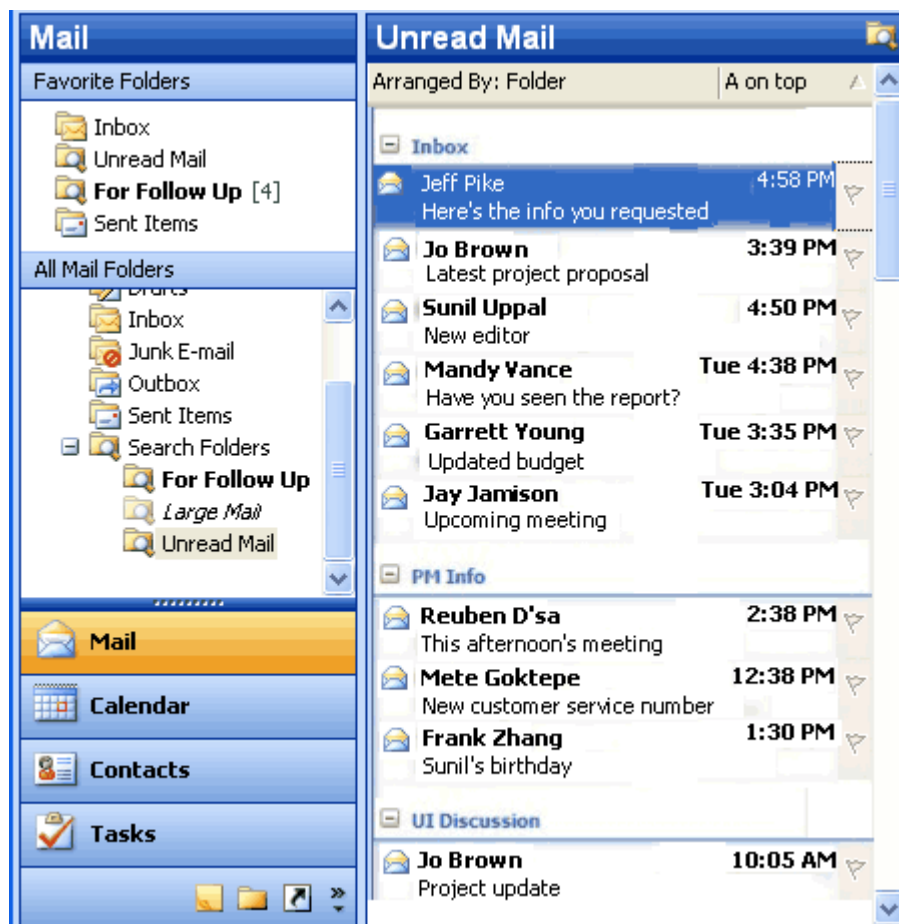 Mail
Favorite Folders
Inbox
Unread Mail
For Follow Up [4]
Sent Items
All Mail Folders
Drafts
Inbox
Junk E-mail
Outbox
Sent Items
Search Folders
For Follow Up
Large Mail
Unread Mail
Mail
Calendar
Contacts
Tasks
Unread Mail
Arranged By: Folder A on top
Inbox
Jeff Pike 4:58 PM
Here's the info you requested
Jo Brown 3:39 PM
Latest project proposal
Sunil Uppal 4:50 PM
New editor
Mandy Vance Tue 4:38 PM
Have you seen the report?
Garrett Young Tue 3:35 PM
Updated budget
Jay Jamison Tue 3:04 PM
Upcoming meeting
PM Info
Reuben D'sa 2:38 PM
This afternoon's meeting
Mete Goktepe 12:38 PM
New customer service number
Frank Zhang 1:30 PM
Sunil's birthday
UI Discussion
Jo Brown 10:05 AM
Project update